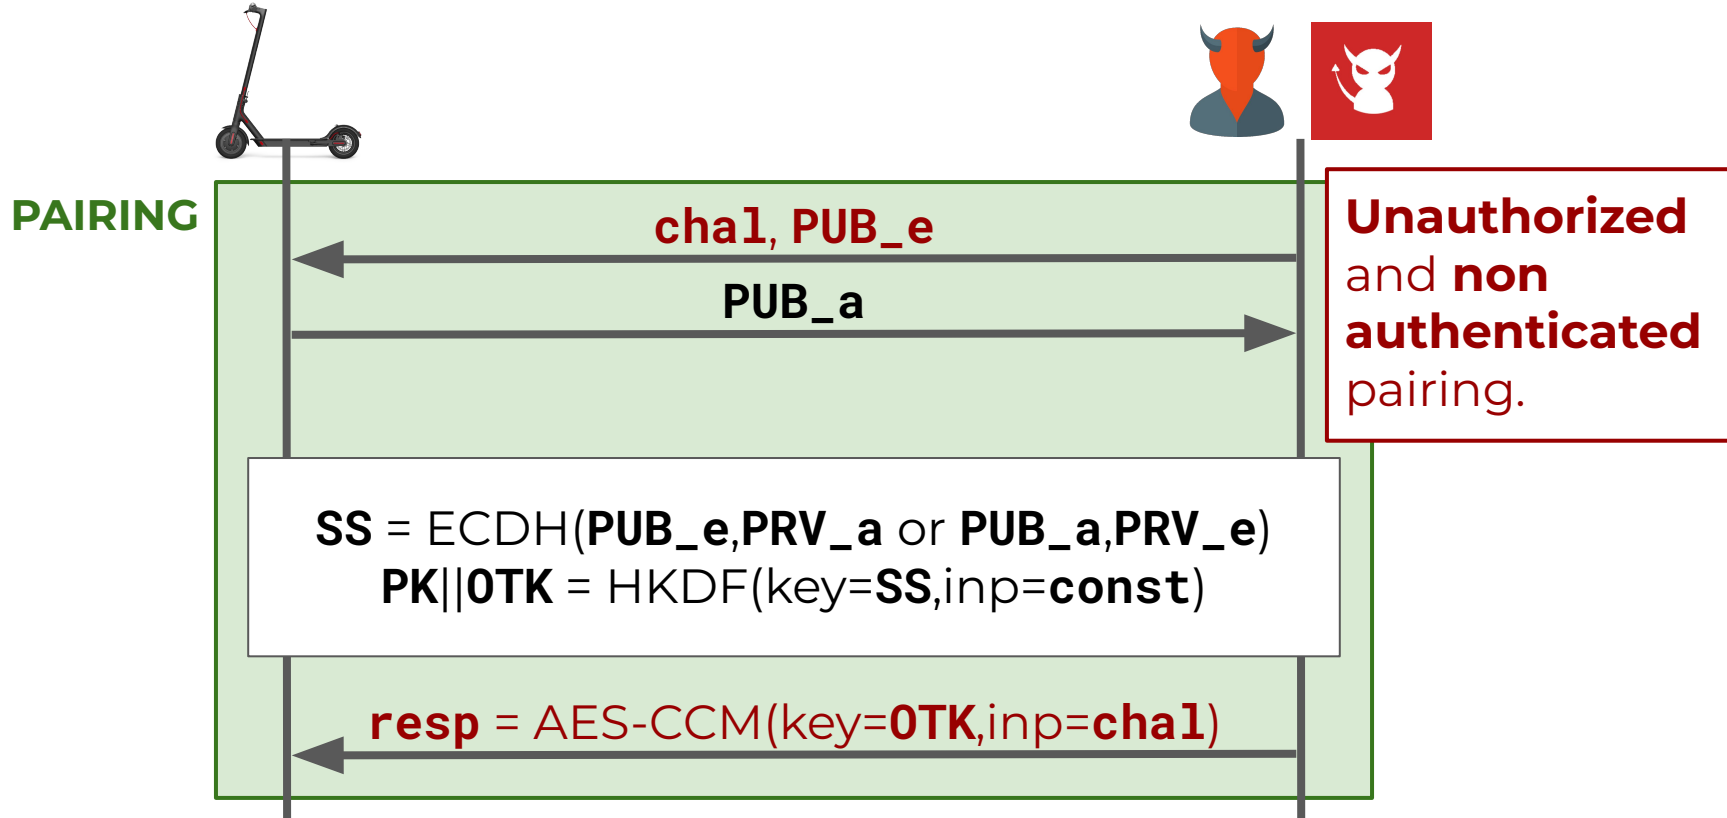 PAIRING
chal, PUB_e
PUB_a
Unauthorized
and non
authenticated
pairing.
SS = ECDH(PUB_e,PRV_a or PUB_a,PRV_e)
PK||OTK = HKDF(key=SS,inp=const)
resp = AES-CCM(key=OTK,inp=chal)